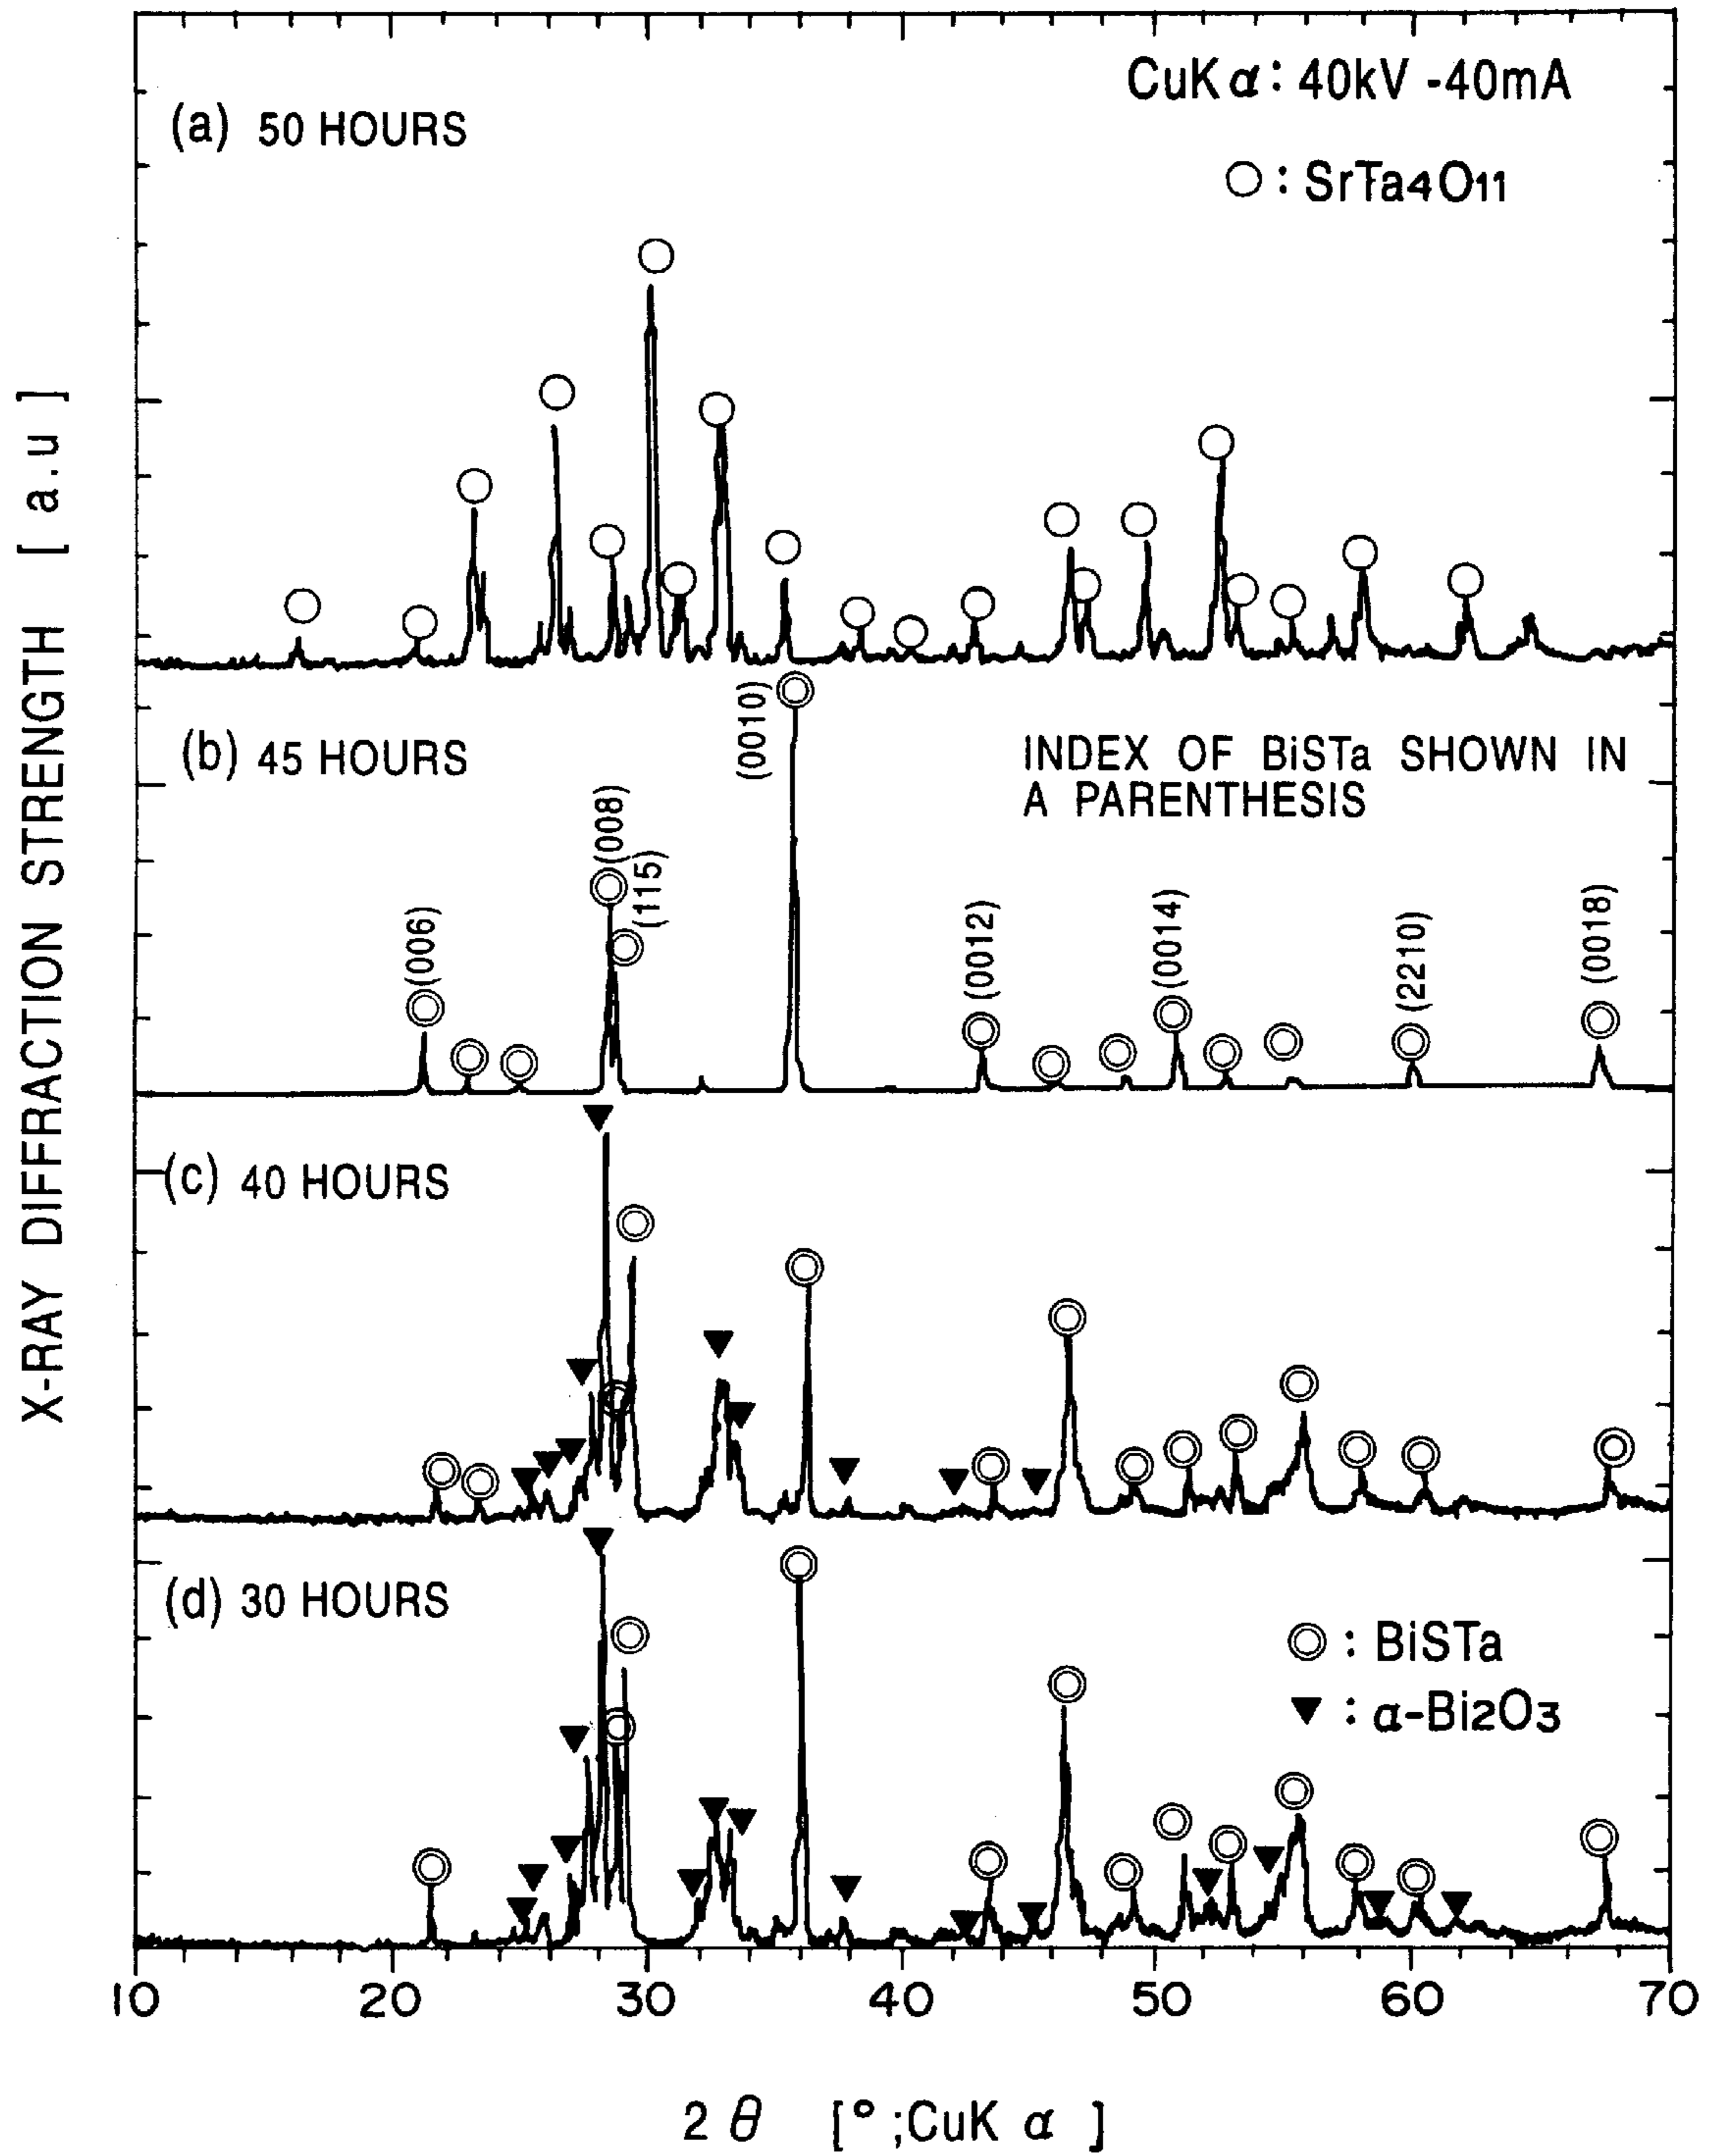 CuKα: 40kV -40mA
(a) 50 HOURS
○: SrTa4O11
(b) 45 HOURS
INDEX OF BiSTa SHOWN IN
A PARENTHESIS
(006)
(008)
(115)
(0010)
(0012)
(0014)
(2210)
(0018)
(c) 40 HOURS
(d) 30 HOURS
◎: BiSTa
▼: α-Bi2O3
X-RAY DIFFRACTION STRENGTH [ a.u ]
10 20 30 40 50 60 70
2θ [°;CuK α ]